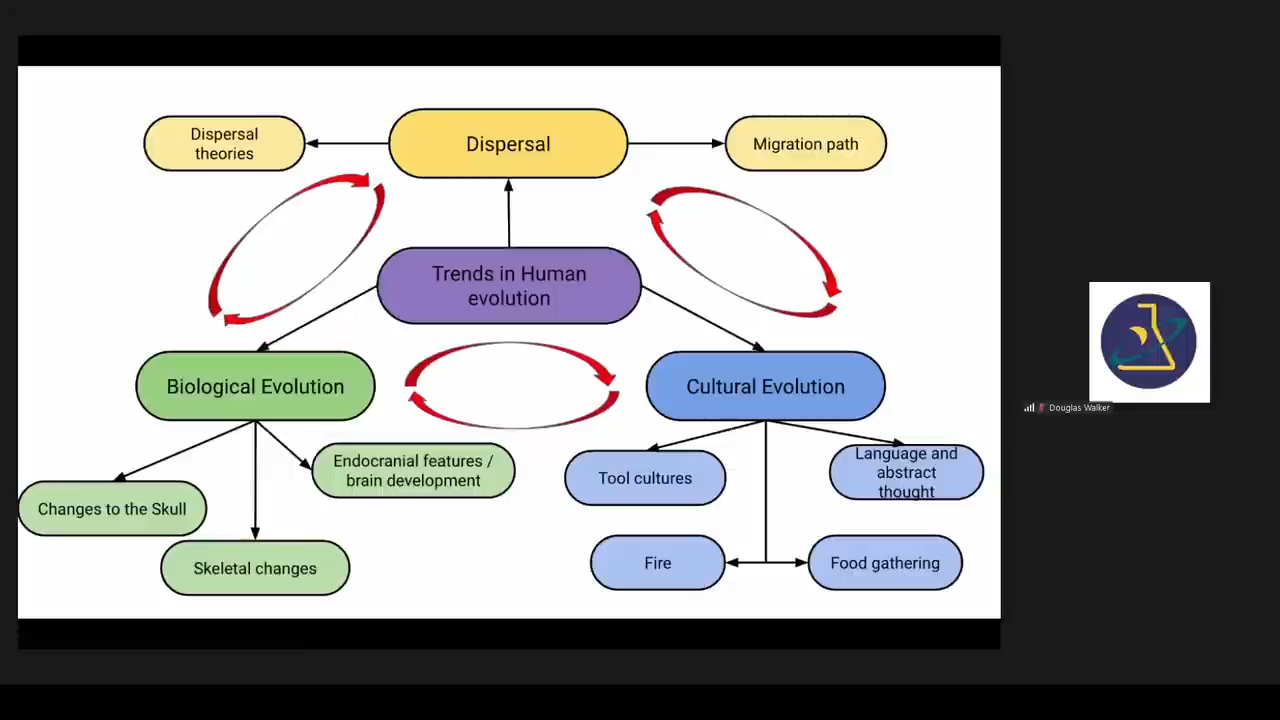 Dispersal
theories
Dispersal
Migration path
Trends in Human
evolution
Biological Evolution
Cultural Evolution
Endocranial features /
brain development
Changes to the Skull
Skeletal changes
Tool cultures
Language and
abstract
thought
Fire
Food gathering
Douglas Walker